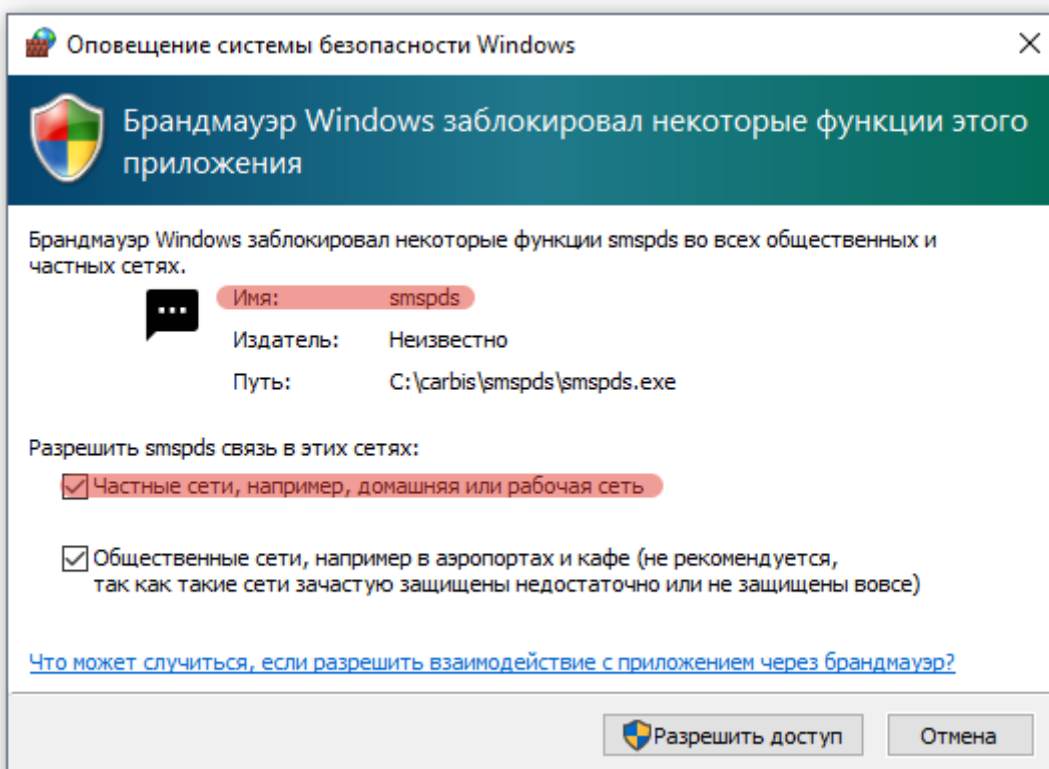 Оповещение системы безопасности Windows
Брандмауэр Windows заблокировал некоторые функции этого
приложения
Брандмауэр Windows заблокировал некоторые функции smspds во всех общественных и
частных сетях.
Имя: smspds
Издатель: Неизвестно
Путь: C:\carbis\smspds\smspds.exe
Разрешить smspds связь в этих сетях:
Частные сети, например, домашняя или рабочая сеть
Общественные сети, например в аэропортах и кафе (не рекомендуется,
так как такие сети зачастую защищены недостаточно или не защищены вовсе)
Что может случиться, если разрешить взаимодействие с приложением через брандмауэр?
Разрешить доступ Отмена